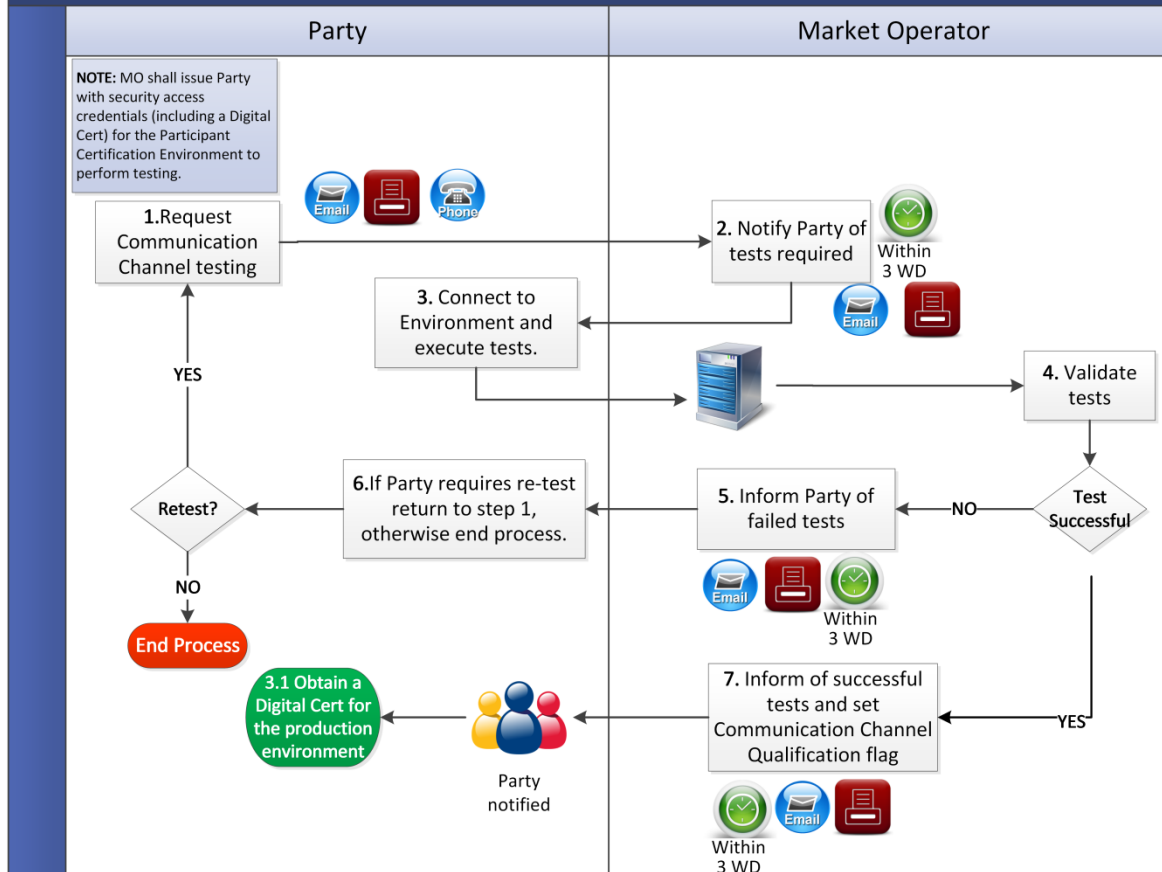 Party
Market Operator
NOTE: MO shall issue Party
with security access
credentials (including a Digital
Cert) for the Participant
Certification Environment to
perform testing.
Email
Phone
1.Request
Communication
Channel testing
2. Notify Party of
tests required
Within
3 WD
Email
3. Connect to
Environment and
execute tests.
4. Validate
tests
YES
Retest?
6.If Party requires re-test
return to step 1,
otherwise end process.
5. Inform Party of
failed tests
NO
Test
Successful
Email
Within
3 WD
NO
End Process
3.1 Obtain a
Digital Cert for
the production
environment
Party
notified
7. Inform of successful
tests and set
Communication Channel
Qualification flag
YES
Within
3 WD
Email